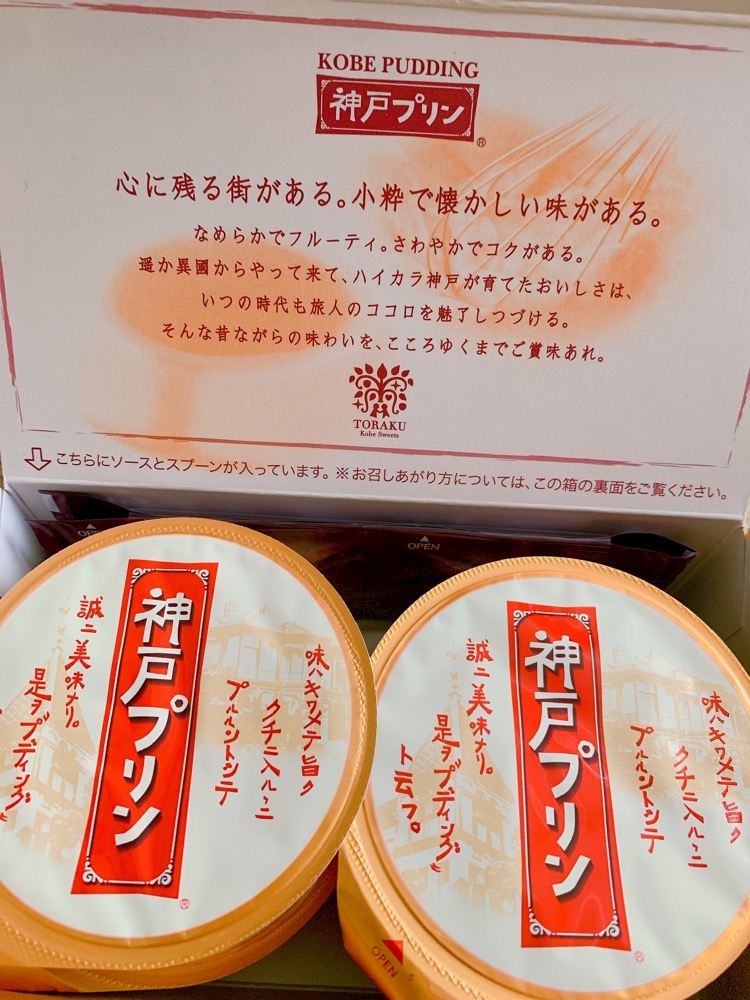 KOBE PUDDING
神戸プリン
®
心に残る街がある。小粋で懐かしい味がある。
なめらかでフルーティ。さわやかでコクがある。
遥か異國からやって来て、ハイカラ神戸が育てたおいしさは、
いつの時代も旅人のココロを魅了しつづける。
そんな昔ながらの味わいを、こころゆくまでご賞味あれ。
TORAKU
Kobe Sweets
こちらにソースとスプーンが入っています。※お召しあがり方については、この箱の裏面をご覧ください。
OPEN
味ハキワメテ旨ク
クチニ入ルヽニ
プルルントシテ
神戸プリン
®
誠ニ美味ナリ。
是ヲプディング
味ハキワメテ旨ク
クチニ入ルヽニ
プルルントシテ
神戸プリン
®
誠ニ美味ナリ。
是ヲプディング
ト云フ。
OPEN